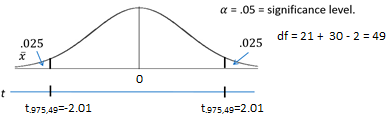 α = .05 = significance level.
.025
.025
df = 21 + 30 - 2 = 49
x̄
0
t
t,975,49=-2.01
t,975,49=2.01